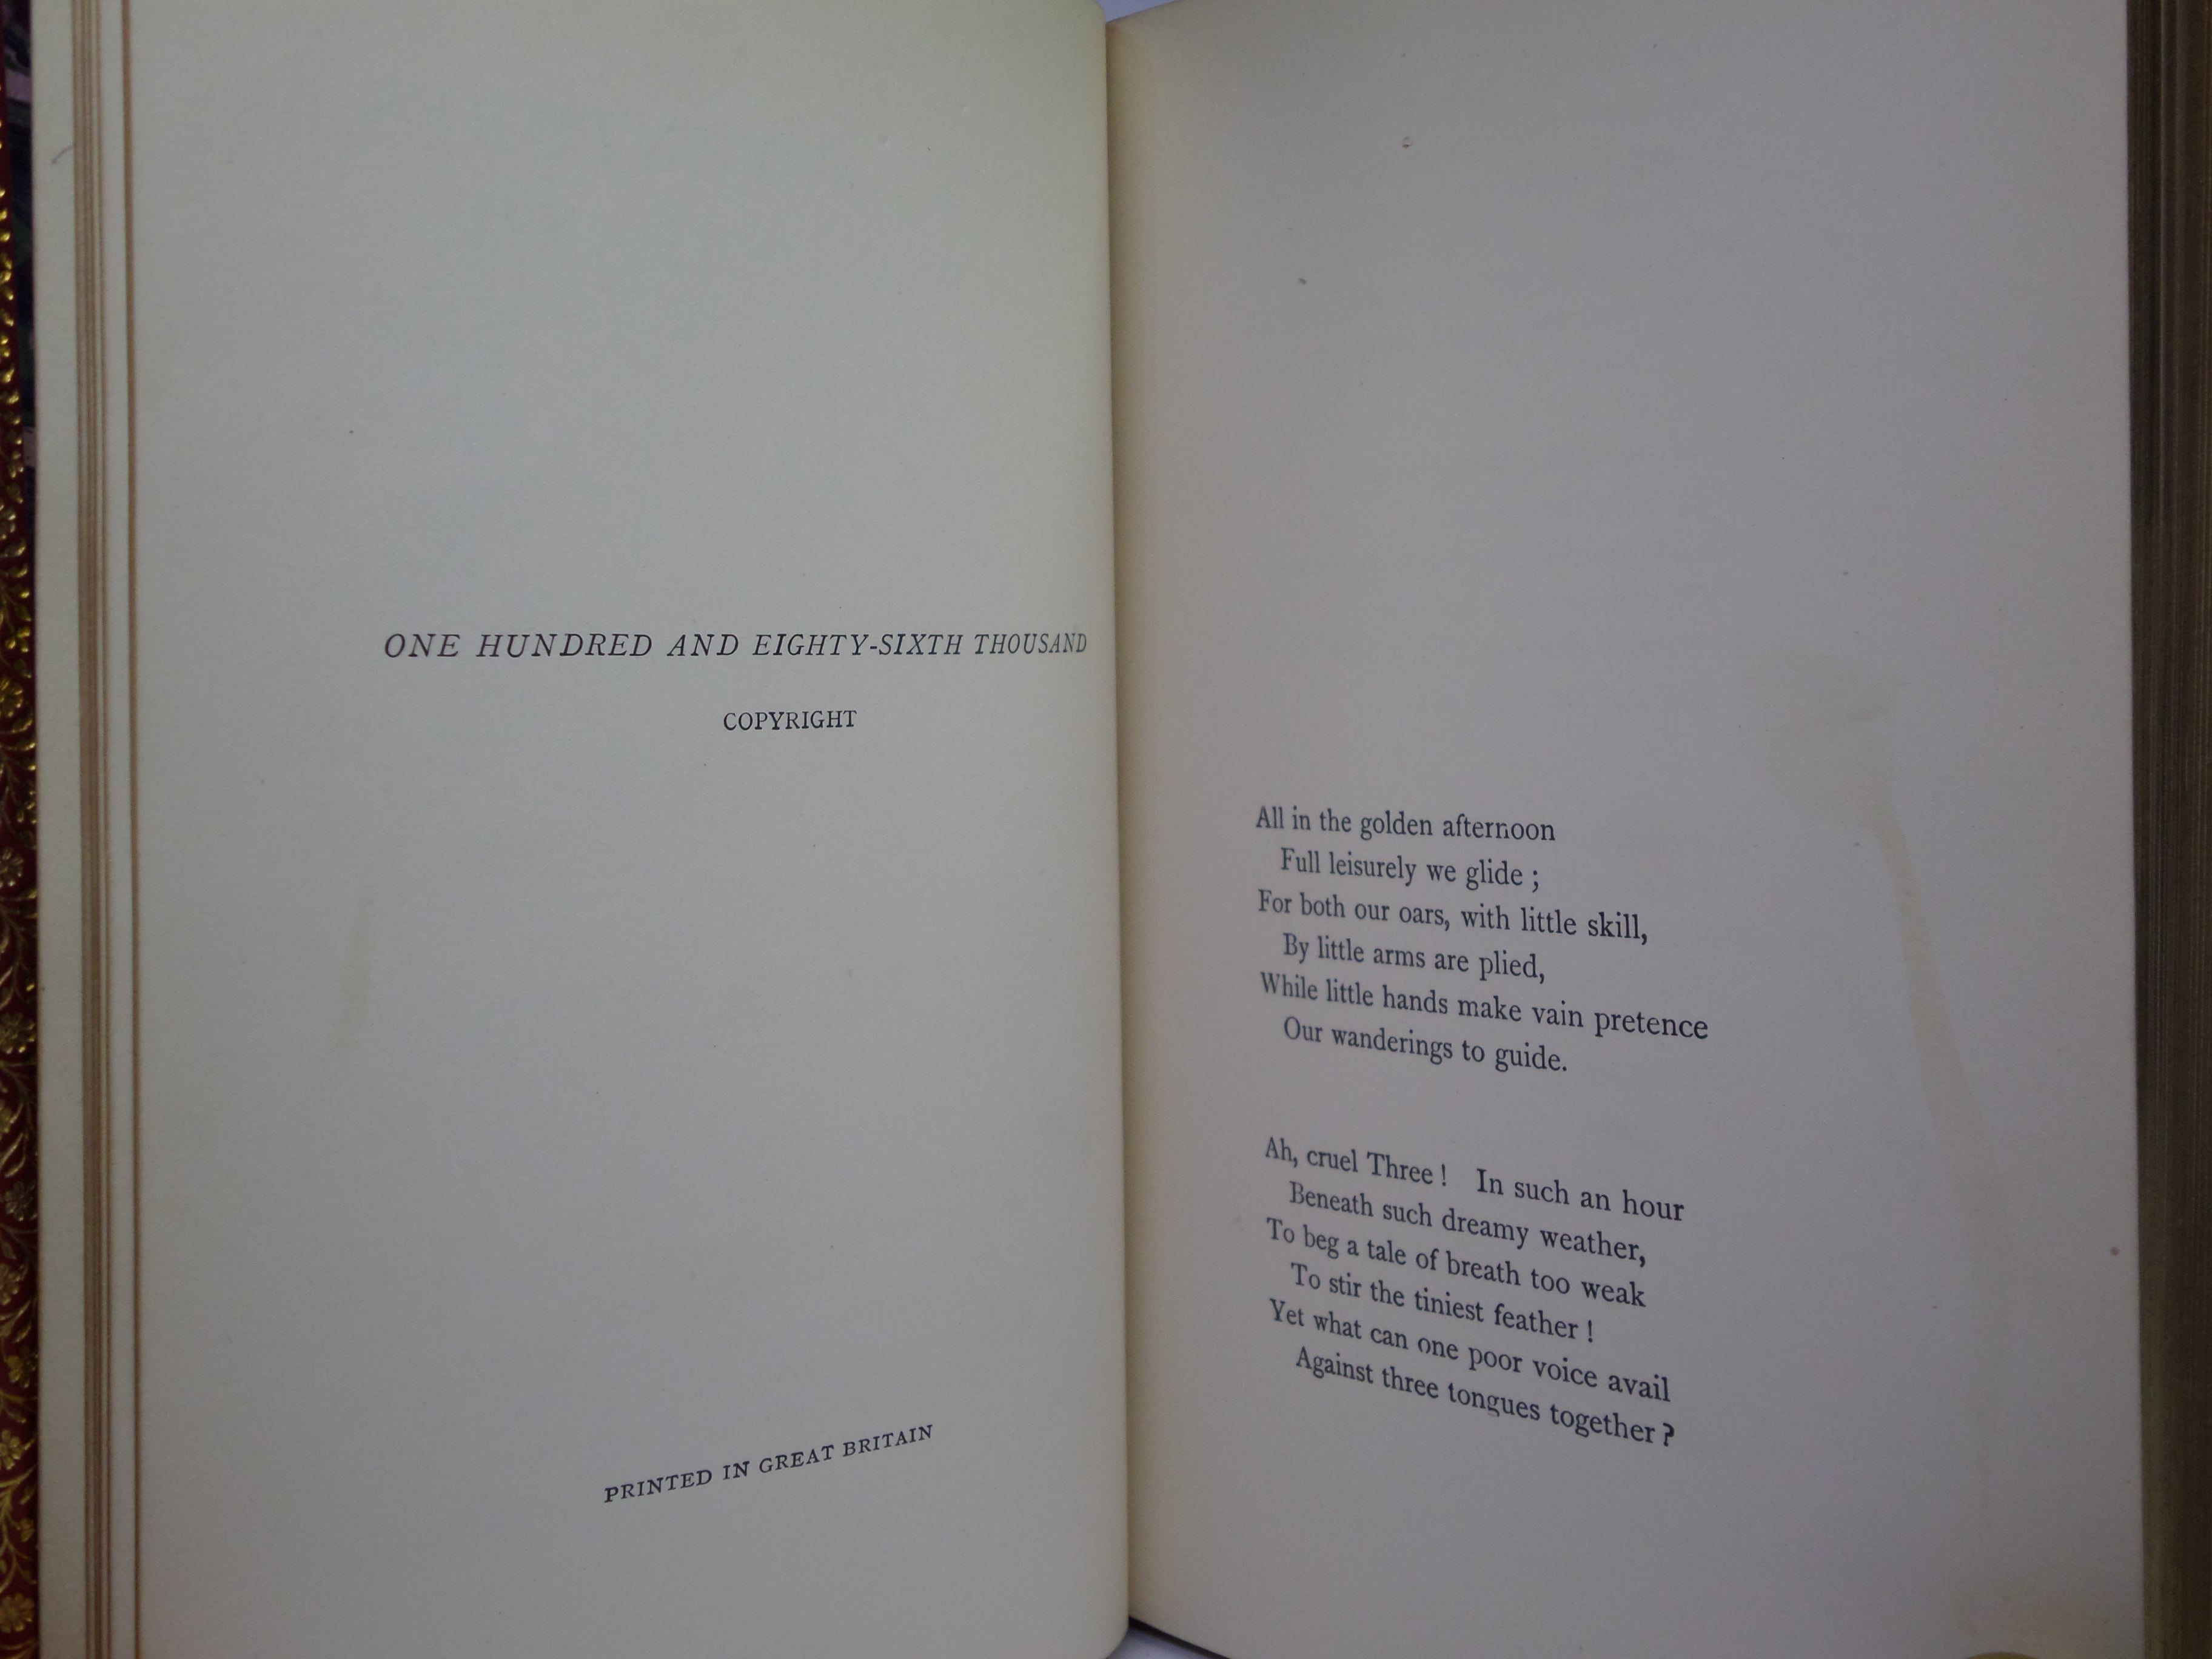 ONE HUNDRED AND EIGHTY-SIXTH THOUSAND
COPYRIGHT
PRINTED IN GREAT BRITAIN
All in the golden afternoon
Full leisurely we glide ;
For both our oars, with little skill,
By little arms are plied,
While little hands make vain pretence
Our wanderings to guide.
Ah, cruel Three ! In such an hour
Beneath such dreamy weather,
To beg a tale of breath too weak
To stir the tiniest feather !
Yet what can one poor voice avail
Against three tongues together ?